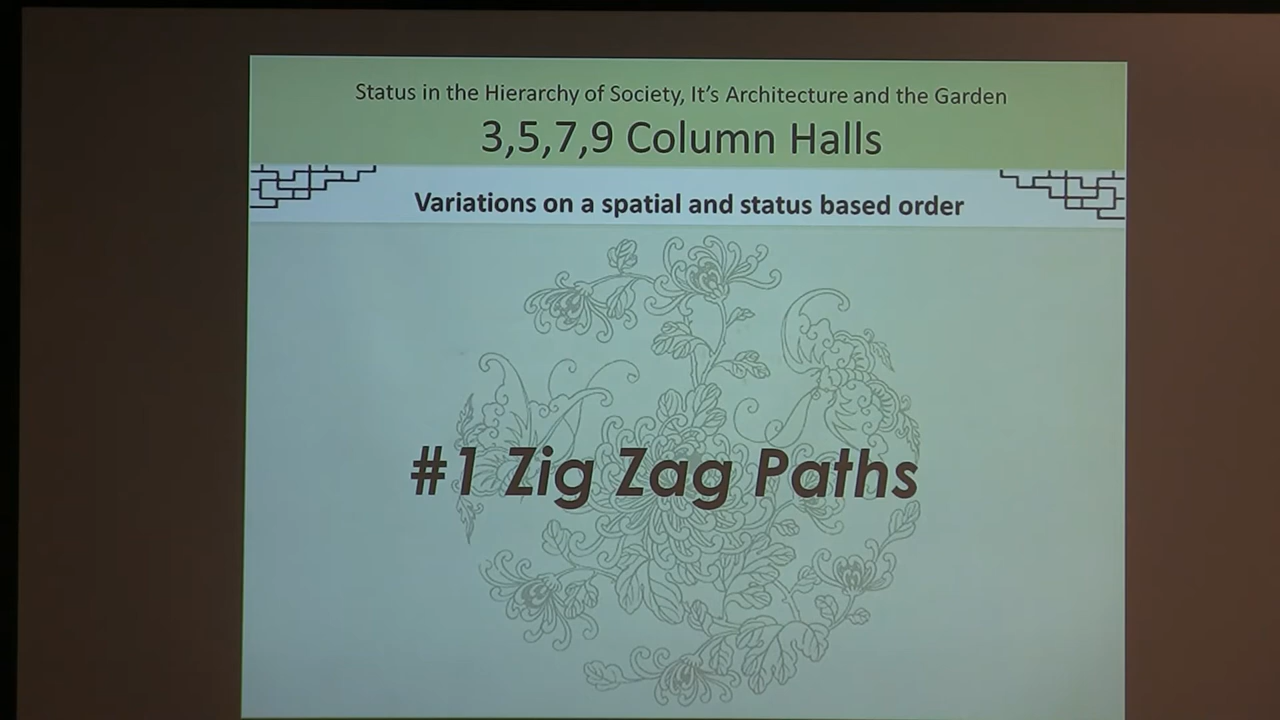 Status in the Hierarchy of Society, It's Architecture and the Garden
3,5,7,9 Column Halls
Variations on a spatial and status based order
#1 Zig Zag Paths